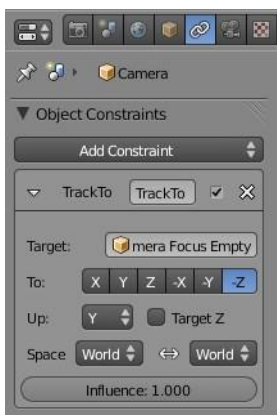 Camera
Object Constraints
Add Constraint
TrackTo TrackTo
Target: mera Focus Empty
To: X Y Z -X -Y -Z
Up: Y Target Z
Space World World
Influence: 1.000